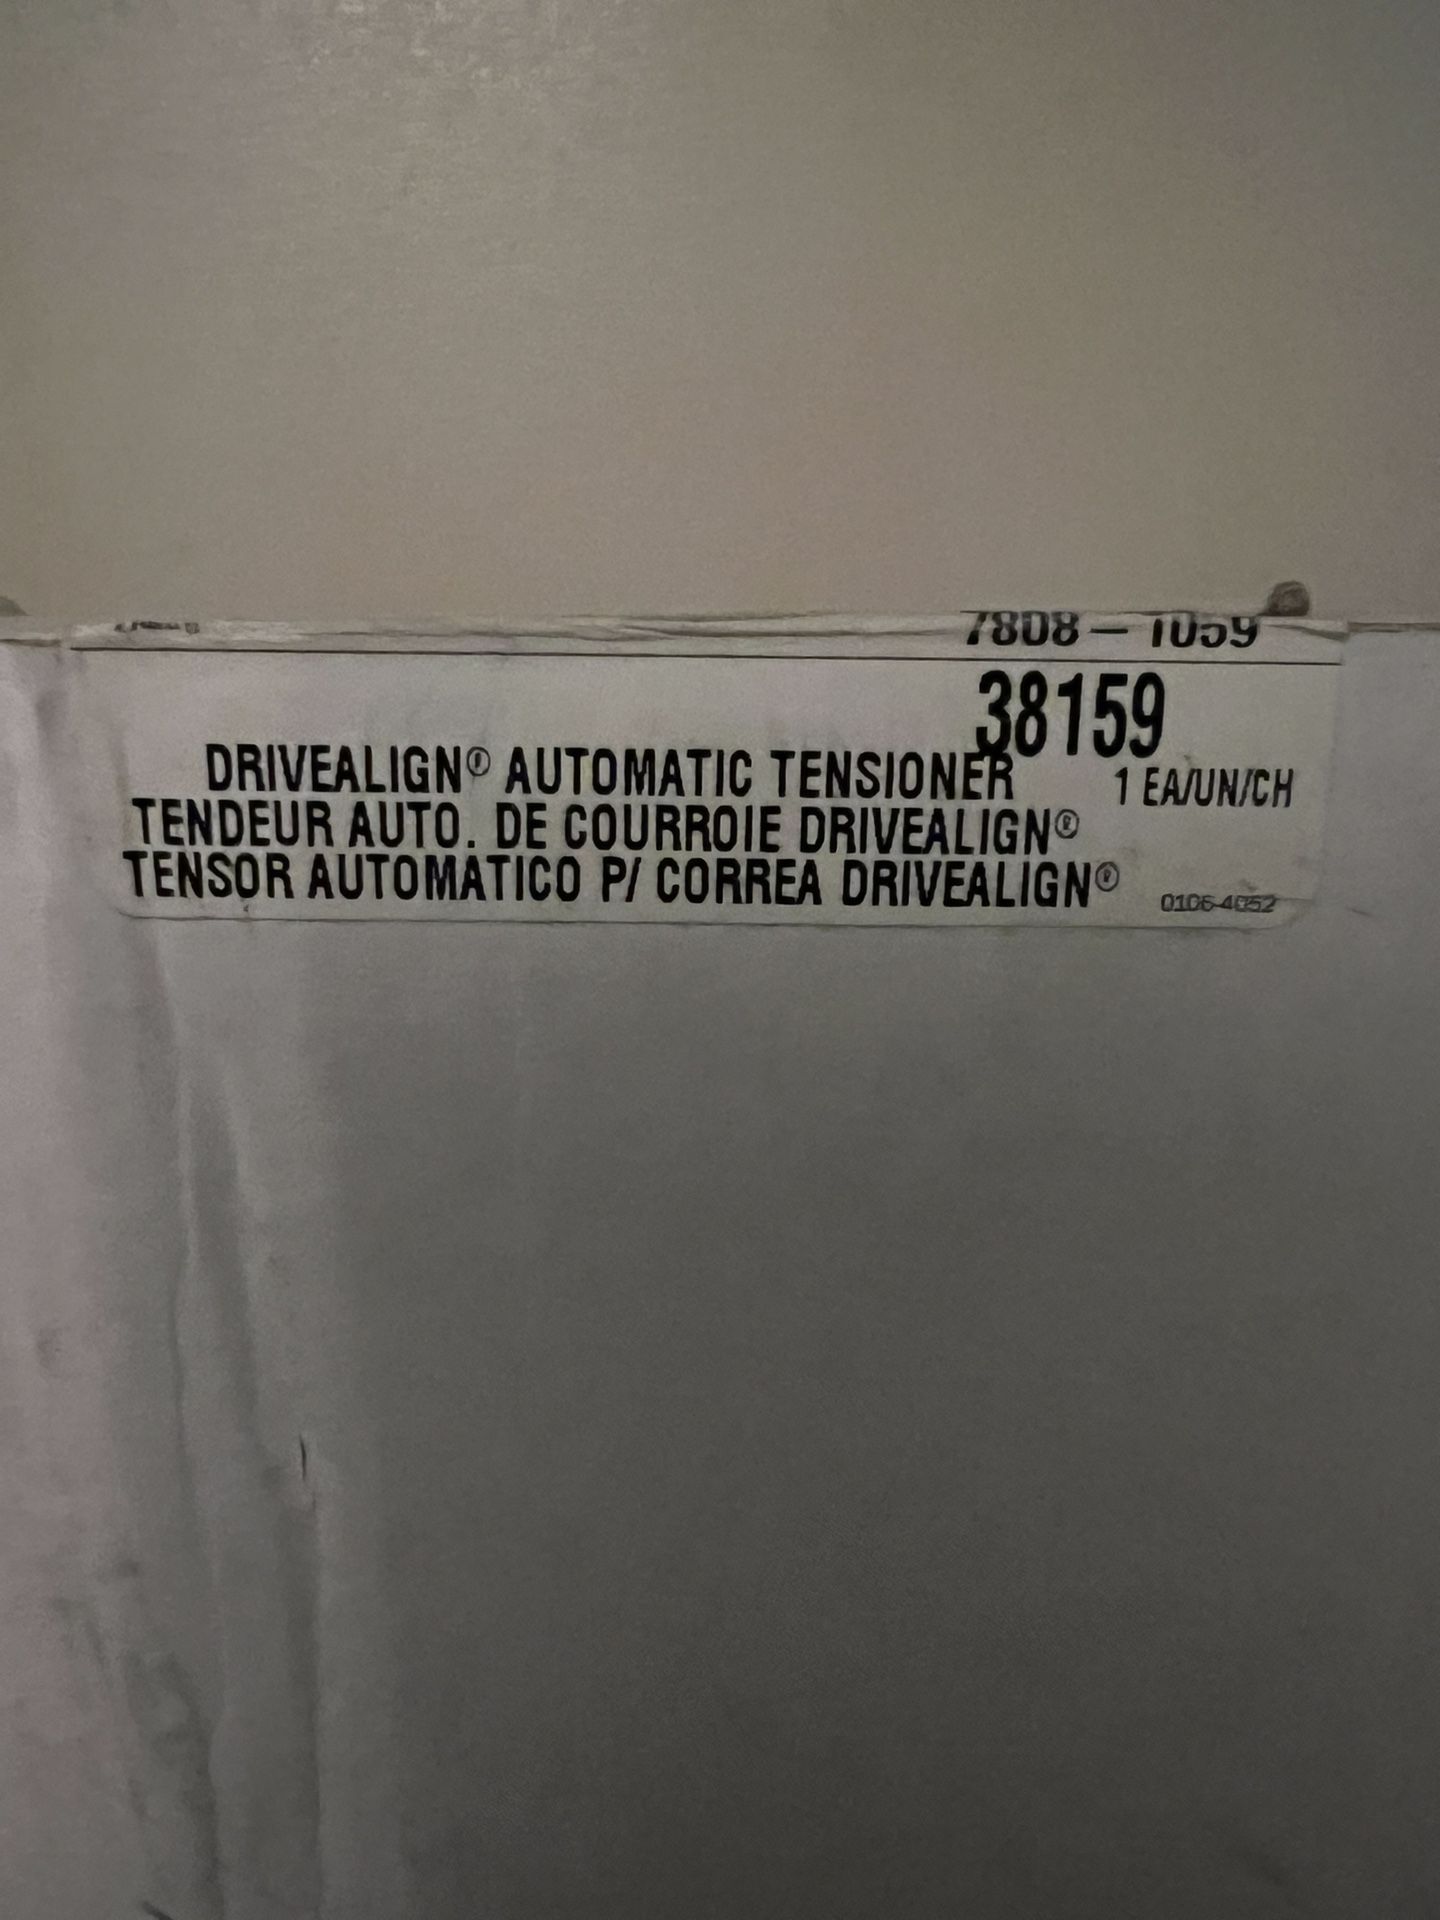 7808 – 1059
38159
DRIVEALIGN® AUTOMATIC TENSIONER
1 EA/UN/CH
TENDEUR AUTO. DE COURROIE DRIVEALIGN®
TENSOR AUTOMATICO P/ CORREA DRIVEALIGN®
0106-4052